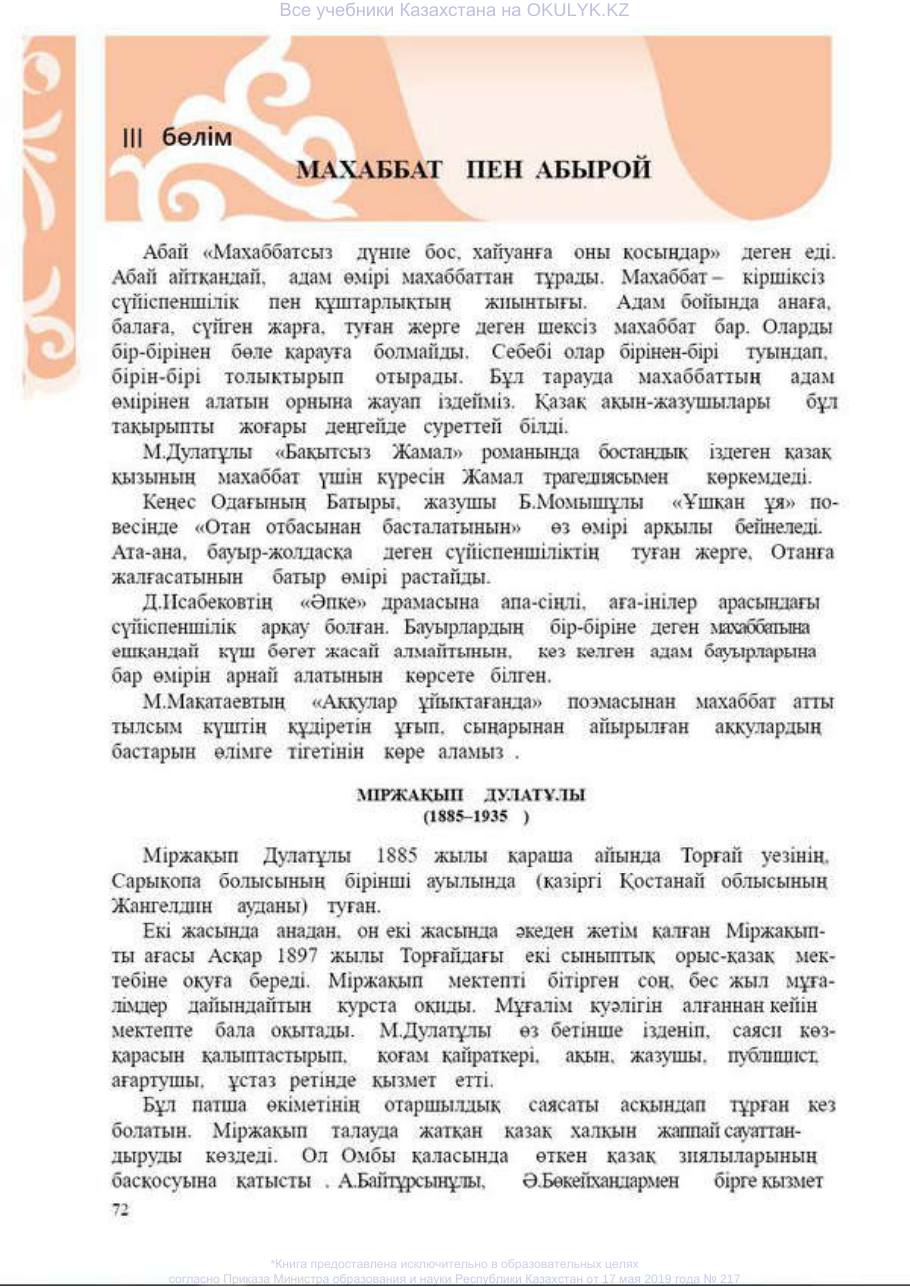 Все учебники Казахстана на OKULYK.KZ
III бөлім
МАХАББАТ ПЕН АБЫРОЙ
Абай «Махаббатсыз дүние бос, хайуанға оны қосыңдар» деген еді.
Абай айтқандай, адам өмірі махаббаттан тұрады. Махаббат – кіршіксіз
сүйіспеншілік пен құштарлықтың жиынтығы. Адам бойында анаға,
балаға, сүйген жарға, туған жерге деген шексіз махаббат бар. Оларды
бір-бірінен бөле қарауға болмайды. Себебі олар бірінен-бірі туындап,
бірін-бірі толықтырып отырады. Бұл тарауда махаббаттың адам
өмірінен алатын орнына жауап іздейміз. Қазақ ақын-жазушылары бұл
тақырыпты жоғары деңгейде суреттей білді.
М.Дулатұлы «Бақытсыз Жамал» романында бостандық іздеген қазақ
қызының махаббат үшін күресін Жамал трагедиясымен көркемдеді.
Кеңес Одағының Батыры, жазушы Б.Момышұлы «Ұшқан ұя» по-
весінде «Отан отбасынан басталатынын» өз өмірі арқылы бейнеледі.
Ата-ана, бауыр-жолдасқа деген сүйіспеншіліктің туған жерге, Отанға
жалғасатынын батыр өмірі растайды.
Д.Исабековтің «Әпке» драмасына апа-сіңлі, аға-інілер арасындағы
сүйіспеншілік арқау болған. Бауырлардың бір-біріне деген махаббатына
ешқандай күш бөгет жасай алмайтынын, кез келген адам бауырларына
бар өмірін арнай алатынын көрсете білген.
М.Мақатаевтың «Аққулар ұйықтағанда» поэмасынан махаббат атты
тылсым күштің құдіретін ұғып, сыңарынан айырылған аққулардың
бастарын өлімге тігетінін көре аламыз .
МІРЖАҚЫП ДУЛАТҰЛЫ
(1885–1935 )
Міржақып Дулатұлы 1885 жылы қараша айында Торғай уезінің,
Сарықопа болысының бірінші ауылында (қазіргі Қостанай облысының
Жангелдин ауданы) туған.
Екі жасында анадан, он екі жасында әкеден жетім қалған Міржақып-
ты ағасы Асқар 1897 жылы Торғайдағы екі сыныптық орыс-қазақ мек-
тебіне оқуға береді. Міржақып мектепті бітірген соң, бес жыл мұға-
лімдер дайындайтын курста оқиды. Мұғалім куәлігін алғаннан кейін
мектепте бала оқытады. М.Дулатұлы өз бетінше ізденіп, саяси көз-
қарасын қалыптастырып, қоғам қайраткері, ақын, жазушы, публицист,
ағартушы, ұстаз ретінде қызмет етті.
Бұл патша өкіметінің отаршылдық саясаты асқындап тұрған кез
болатын. Міржақып талауда жатқан қазақ халқын жаппай сауаттан-
дыруды көздеді. Ол Омбы қаласында өткен қазақ зиялыларының
басқосуына қатысты . А.Байтұрсынұлы, Ә.Бөкейхандармен бірге қызмет
72
*Книга предоставлена исключительно в образовательных целях
согласно Приказа Министра образования и науки Республики Казахстан от 17 мая 2019 года № 217